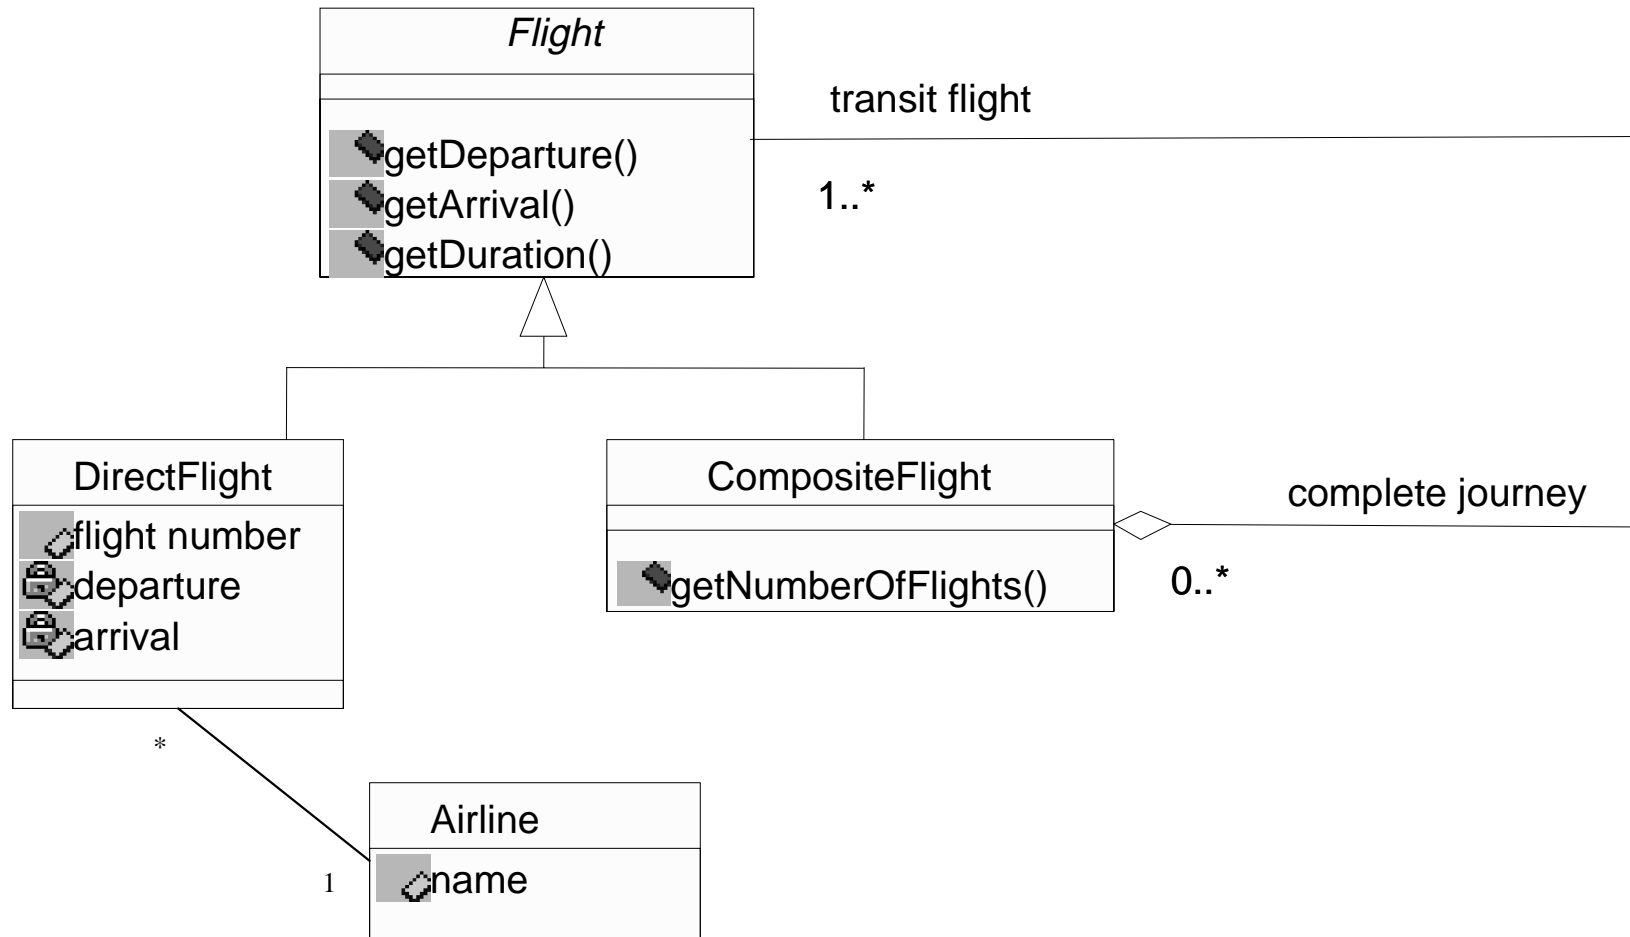 Flight
transit flight
getDeparture()
1..*
getArrival()
getDuration()
DirectFlight
flight number
departure
arrival
CompositeFlight
getNumberOfFlights()
complete journey
0..*
*
Airline
1
name